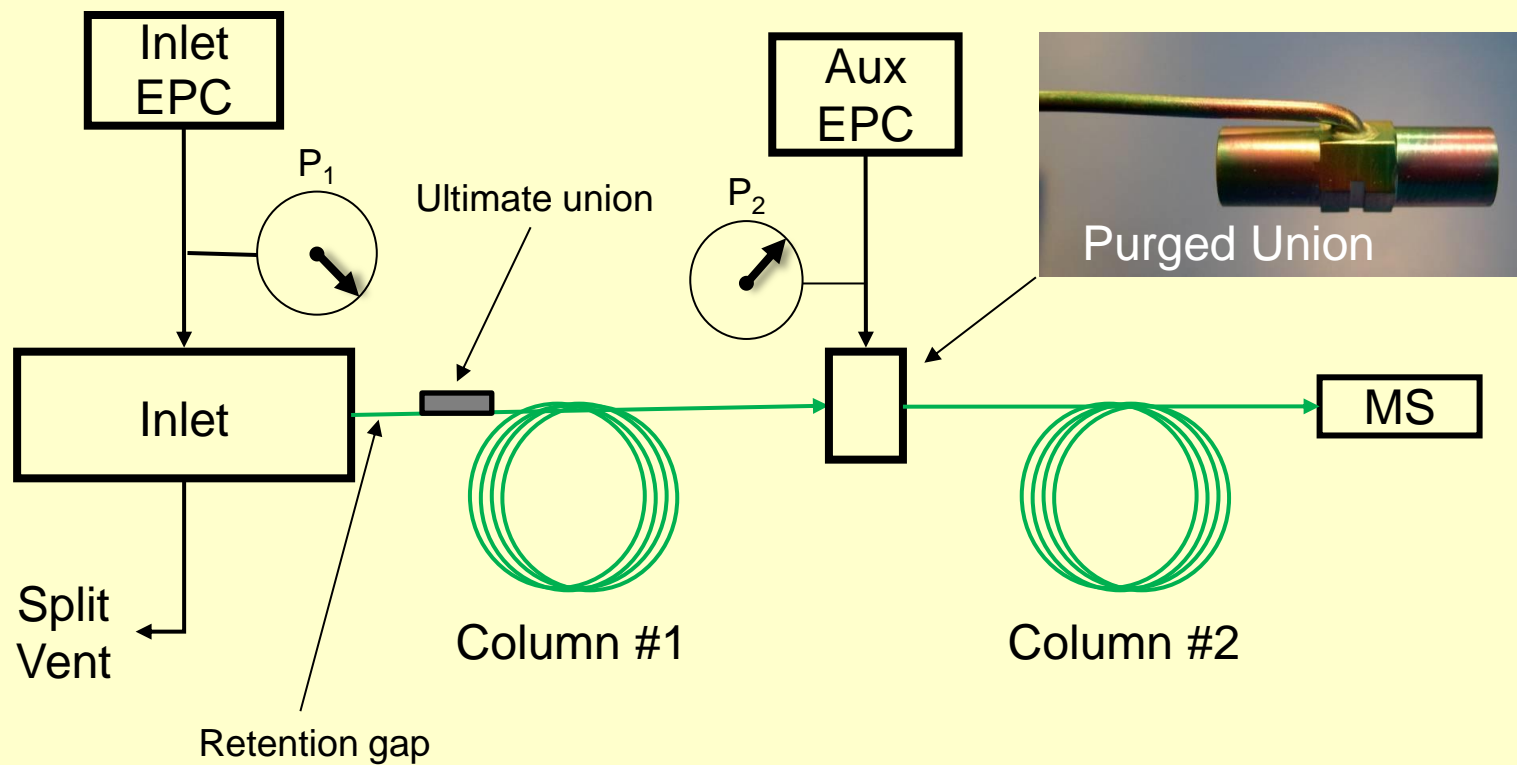 Inlet
EPC
P₁
Ultimate union
Aux
EPC
P₂
Purged Union
Inlet
MS
Split
Vent
Column #1
Column #2
Retention gap